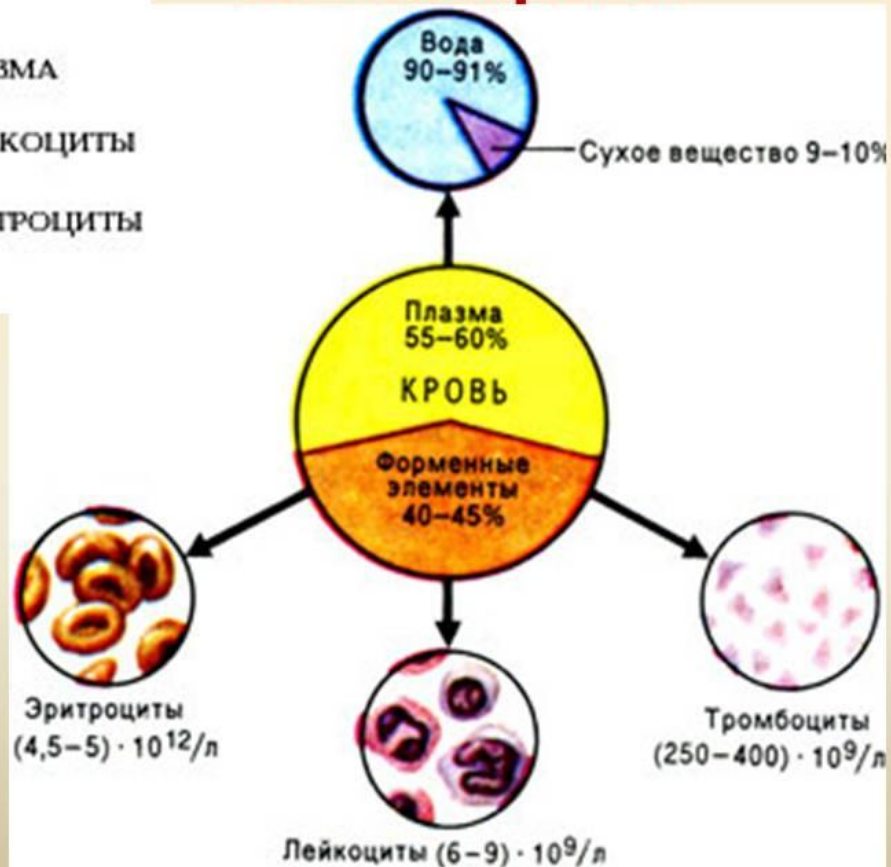 ЗМА
КОЦИТЫ
ТРОЦИТЫ
Вода
90–91%
Сухое вещество 9–10%
Плазма
55–60%
КРОВЬ
Форменные
элементы
40–45%
Эритроциты
(4,5–5) · 10¹²/л
Тромбоциты
(250–400) · 10⁹/л
Лейкоциты (6–9) · 10⁹/л